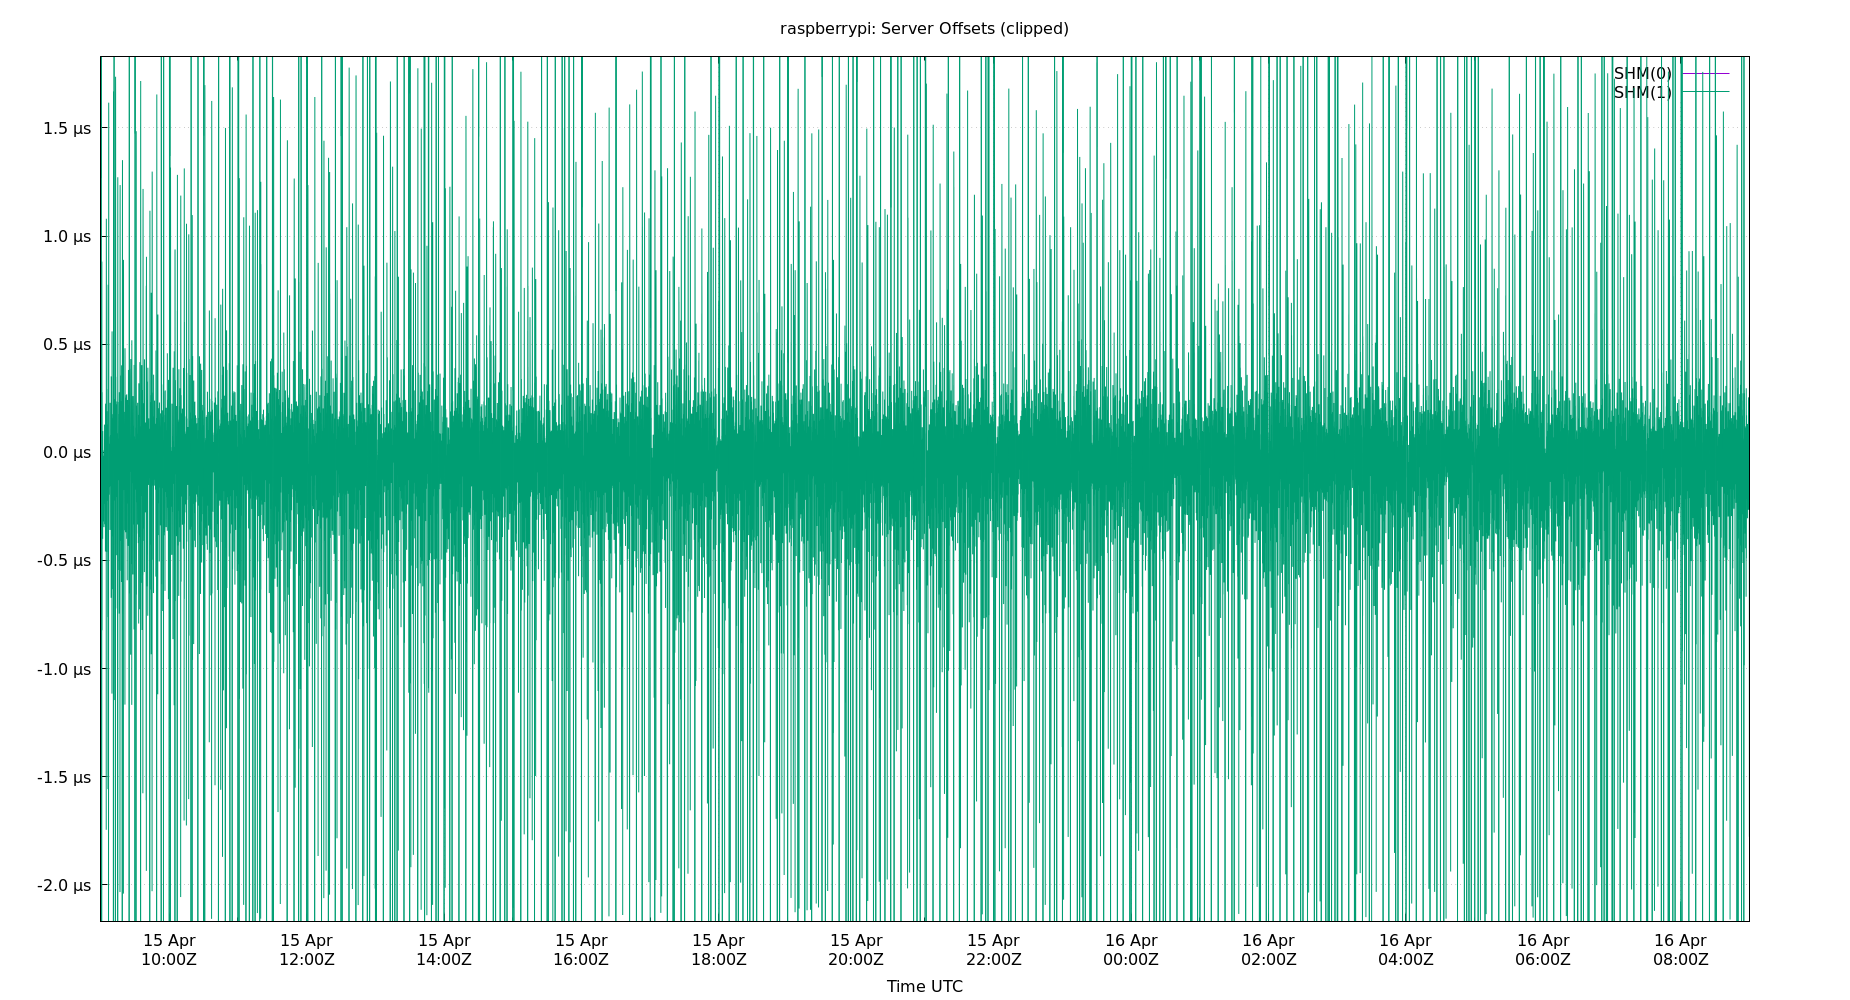 raspberrypi: Server Offsets (clipped)
SHM(0)
SHM(1)
1.5 µs
1.0 µs
0.5 µs
0.0 µs
-0.5 µs
-1.0 µs
-1.5 µs
-2.0 µs
15 Apr 15 Apr 15 Apr 15 Apr 15 Apr 15 Apr 15 Apr 16 Apr 16 Apr 16 Apr 16 Apr 16 Apr
10:00Z 12:00Z 14:00Z 16:00Z 18:00Z 20:00Z 22:00Z 00:00Z 02:00Z 04:00Z 06:00Z 08:00Z
Time UTC